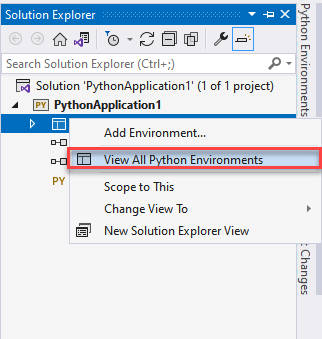 Solution Explorer
Search Solution Explorer (Ctrl+;)
Solution 'PythonApplication1' (1 of 1 project)
PY PythonApplication1
Add Environment...
View All Python Environments
Scope to This
PY
Change View To
New Solution Explorer View
Python Environments
Changes